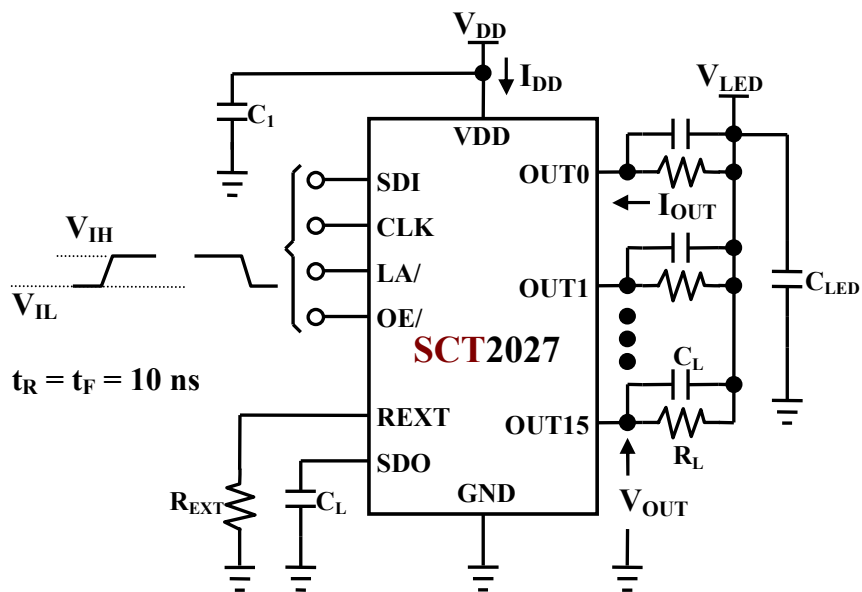 VDD
IDD
VLED
C1
VDD
SDI
OUT0
IOUT
CLK
VIH
LA/
OUT1
CLED
VIL
OE/
SCT2027
CL
tR = tF = 10 ns
REXT
OUT15
RL
SDO
REXT
CL
GND
VOUT